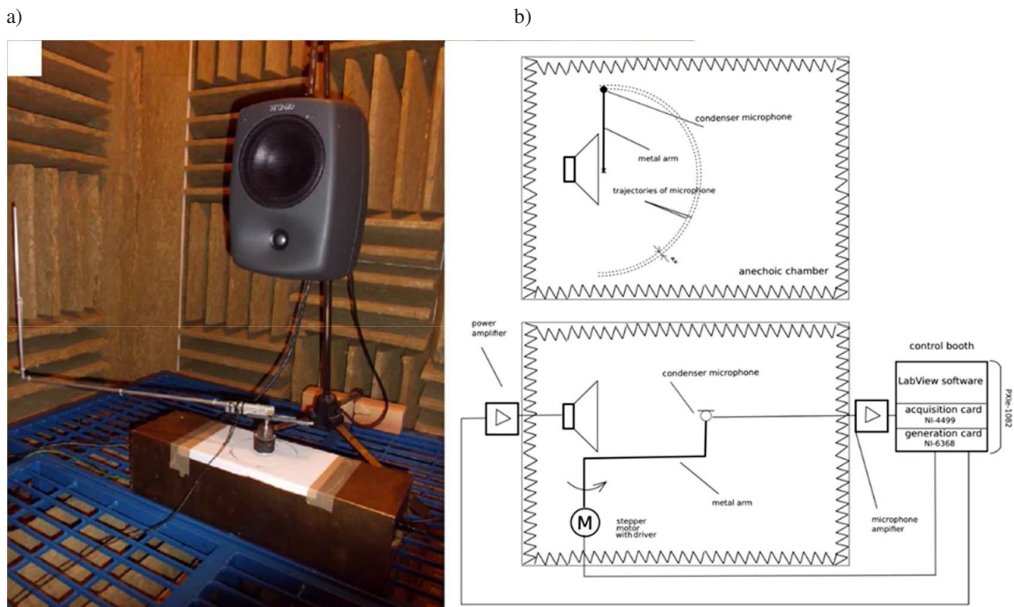 a)
b)
condenser microphone
metal arm
trajectories of microphone
anechoic chamber
power
amplifier
control booth
condenser microphone
LabView software
acquisition card
NI-4499
generation card
NI-6368
PXIe-1082
metal arm
M
stepper
motor
with driver
microphone
ampifier